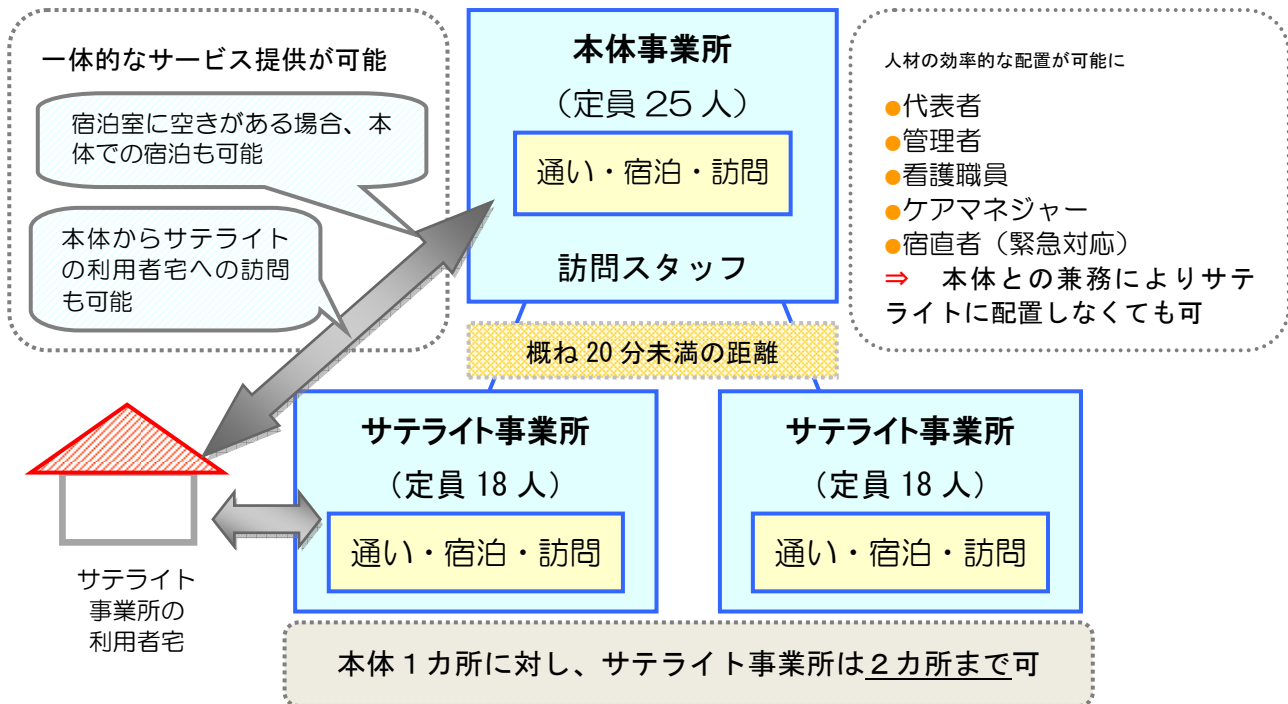 一体的なサービス提供が可能
宿泊室に空きがある場合、本
体での宿泊も可能
本体からサテライト
の利用者宅への訪問
も可能
本体事業所
（定員 25 人）
通い・宿泊・訪問
訪問スタッフ
人材の効率的な配置が可能に
●代表者
●管理者
●看護職員
●ケアマネジャー
●宿直者（緊急対応）
⇒ 本体との兼務によりサテ
ライトに配置しなくても可
概ね 20 分未満の距離
サテライト事業所
（定員 18 人）
通い・宿泊・訪問
サテライト事業所
（定員 18 人）
通い・宿泊・訪問
サテライト
事業所の
利用者宅
本体１カ所に対し、サテライト事業所は２カ所まで可